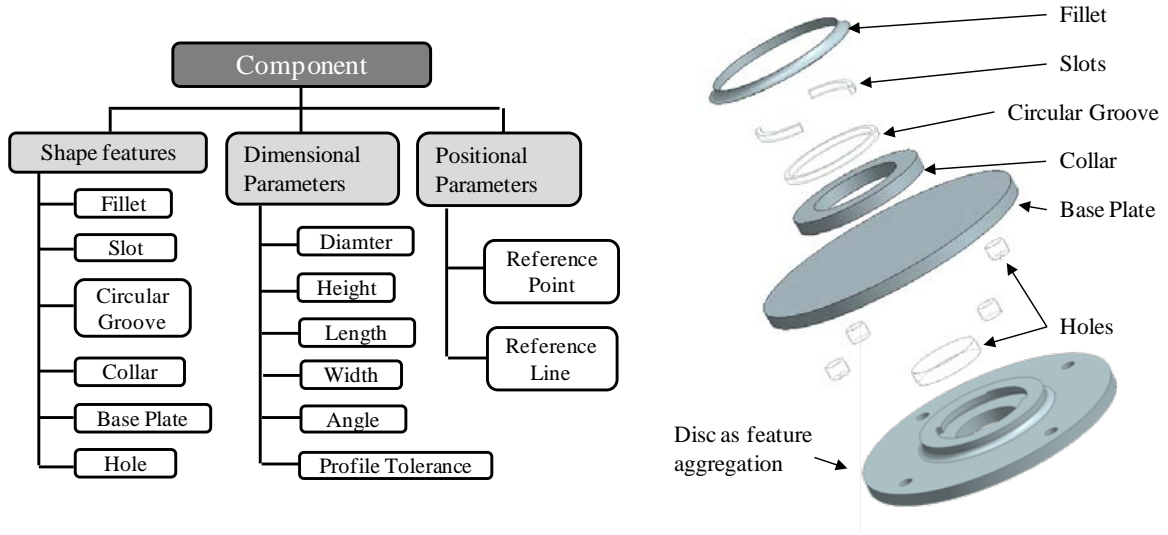 Component
Shape features
Fillet
Slot
Circular
Groove
Collar
Base Plate
Hole
Dimensional
Parameters
Diamter
Height
Length
Width
Angle
Profile Tolerance
Positional
Parameters
Reference
Point
Reference
Line
Fillet
Slots
Circular Groove
Collar
Base Plate
Holes
Disc as feature
aggregation